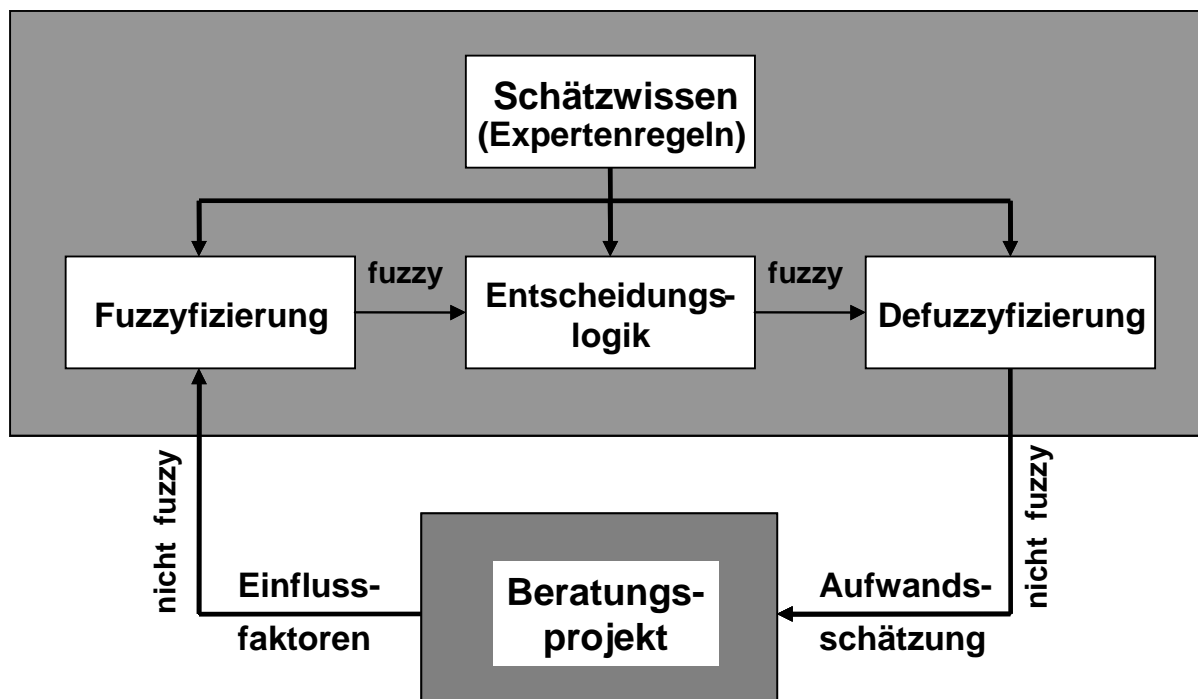 Schätzwissen
(Expertenregeln)
fuzzy
fuzzy
Fuzzyfizierung
Entscheidungs-
logik
Defuzzyfizierung
nicht fuzzy
nicht fuzzy
Einfluss-
faktoren
Beratungs-
projekt
Aufwands-
schätzung